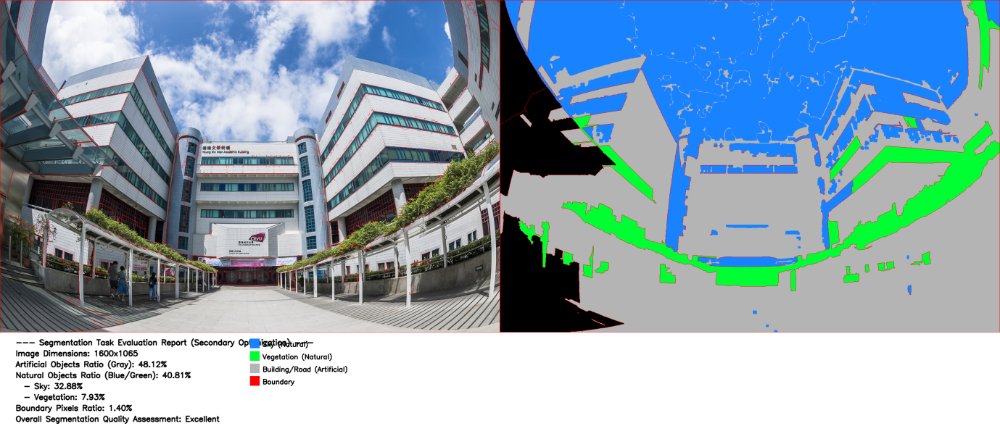 楊建文學術樓
Yeung Kin Man Academic Building
CityU
--- Segmentation Task Evaluation Report (Secondary Optimization) ---
Image Dimensions: 1600x1065
Artificial Objects Ratio (Gray): 48.12%
Natural Objects Ratio (Blue/Green): 40.81%
- Sky: 32.88%
- Vegetation: 7.93%
Boundary Pixels Ratio: 1.40%
Overall Segmentation Quality Assessment: Excellent
Sky (Natural)
Vegetation (Natural)
Building/Road (Artificial)
Boundary